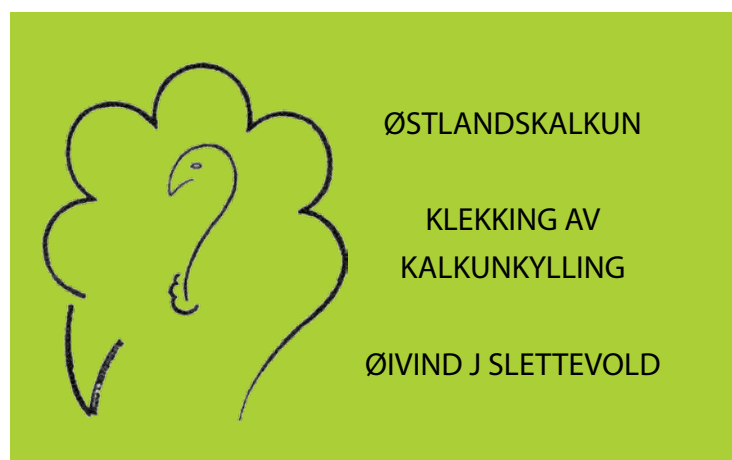 ØSTLANDSKALKUN
KLEKKING AV
KALKUNKYLLING
ØIVIND J SLETTEVOLD